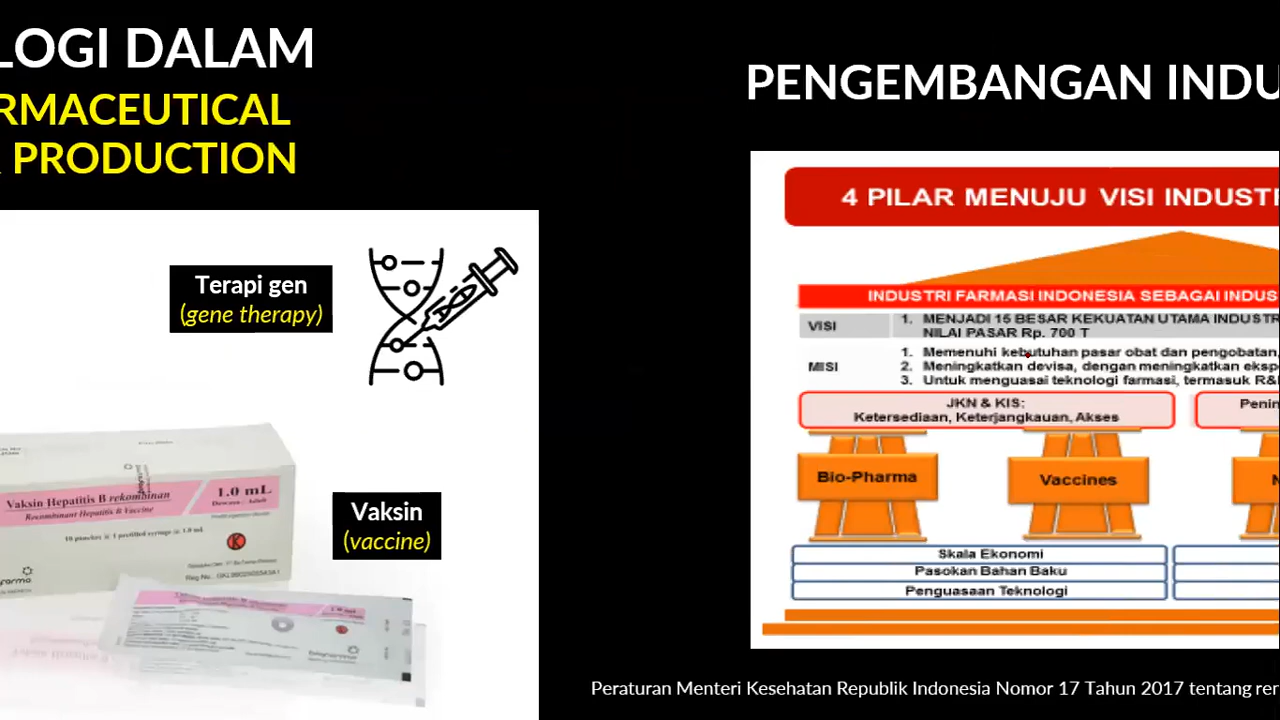 LOGI DALAM
RMACEUTICAL
PRODUCTION
Terapi gen
(gene therapy)
Vaksin Hepatitis B rekombinan
Recombinant Hepatitis B Vaccine
1.0 mL
Vaksin
(vaccine)
PENGEMBANGAN INDU
4 PILAR MENUJU VISI INDUSTR
INDUSTRI FARMASI INDONESIA SEBAGAI INDUS
VISI
1. MENJADI 15 BESAR KEKUATAN UTAMA INDUSTR
NILAI PASAR Rp. 700 T
MISI
1. Memenuhi kebutuhan pasar obat dan pengobatan,
2. Meningkatkan devisa, dengan meningkatkan eksp
3. Untuk menguasai teknologi farmasi, termasuk R&
JKN & KIS;
Ketersediaan, Keterjangkauan, Akses
Penin
Bio-Pharma
Vaccines
N
Skala Ekonomi
Pasokan Bahan Baku
Penguasaan Teknologi
Peraturan Menteri Kesehatan Republik Indonesia Nomor 17 Tahun 2017 tentang ren